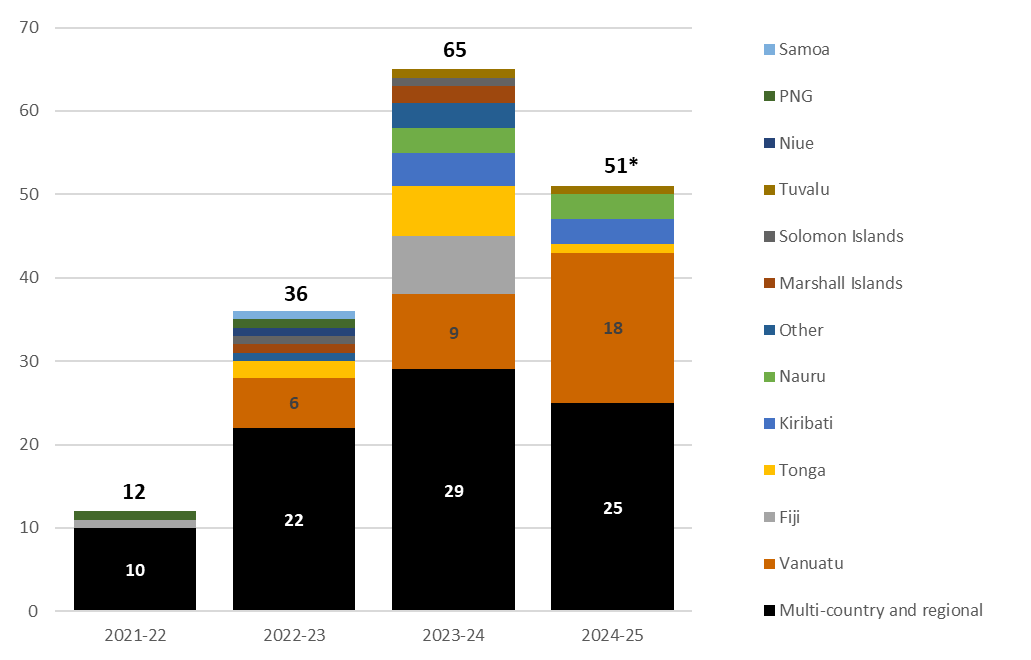 70
60
50
40
30
20
10
0
12
10
36
6
22
65
9
29
51*
18
25
2021-22
2022-23
2023-24
2024-25
Samoa
PNG
Niue
Tuvalu
Solomon Islands
Marshall Islands
Other
Nauru
Kiribati
Tonga
Fiji
Vanuatu
Multi-country and regional